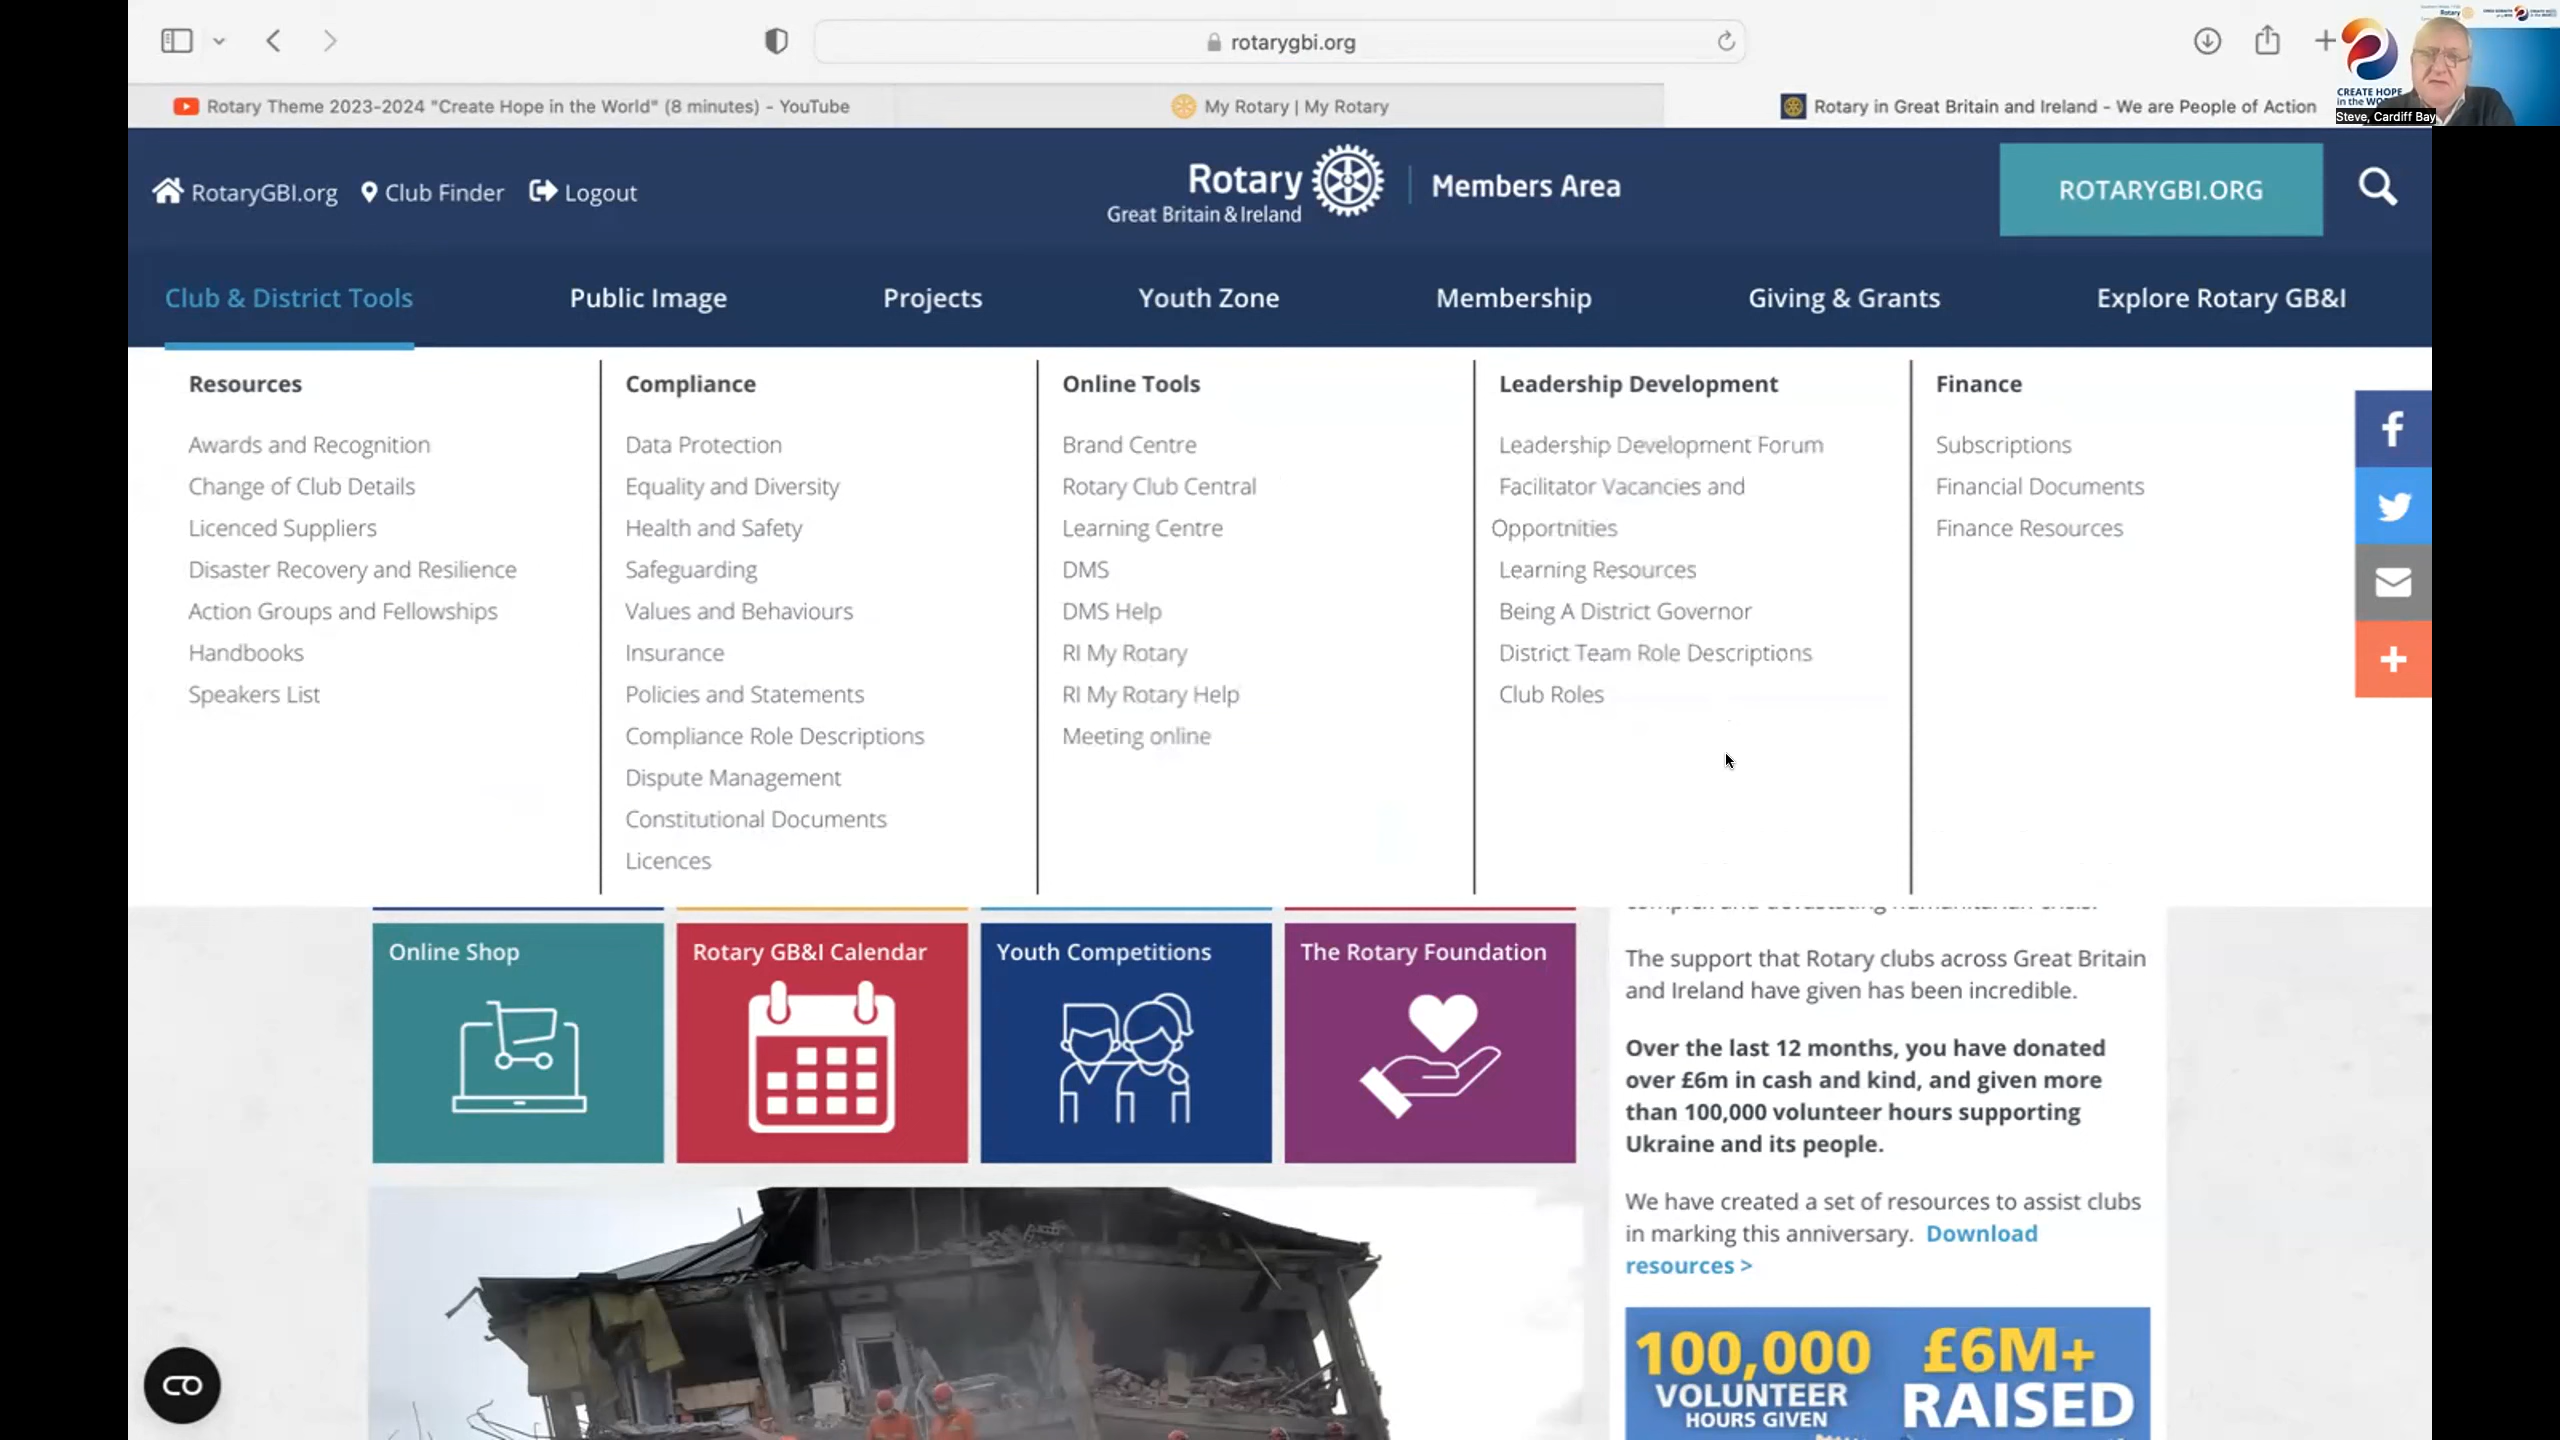 rotarygbi.org
Rotary Theme 2023-2024 "Create Hope in the World" (8 minutes) - YouTube
My Rotary | My Rotary
Rotary in Great Britain and Ireland - We are People of Action
CREATE HOPE
in the
Steve, Cardiff Bay
RotaryGBI.org
Club Finder
Logout
Rotary
Great Britain & Ireland
Members Area
ROTARYGBI.ORG
Club & District Tools
Public Image
Projects
Youth Zone
Membership
Giving & Grants
Explore Rotary GB&I
Resources
Awards and Recognition
Change of Club Details
Licenced Suppliers
Disaster Recovery and Resilience
Action Groups and Fellowships
Handbooks
Speakers List
Compliance
Data Protection
Equality and Diversity
Health and Safety
Safeguarding
Values and Behaviours
Insurance
Policies and Statements
Compliance Role Descriptions
Dispute Management
Constitutional Documents
Licences
Online Tools
Brand Centre
Rotary Club Central
Learning Centre
DMS
DMS Help
RI My Rotary
RI My Rotary Help
Meeting online
Leadership Development
Leadership Development Forum
Facilitator Vacancies and
Opportnities
Learning Resources
Being A District Governor
District Team Role Descriptions
Club Roles
Finance
Subscriptions
Financial Documents
Finance Resources
Online Shop
Rotary GB&I Calendar
Youth Competitions
The Rotary Foundation
The support that Rotary clubs across Great Britain
and Ireland have given has been incredible.
Over the last 12 months, you have donated
over £6m in cash and kind, and given more
than 100,000 volunteer hours supporting
Ukraine and its people.
We have created a set of resources to assist clubs
in marking this anniversary. Download
resources >
100,000
VOLUNTEER
HOURS GIVEN
£6M+
RAISED